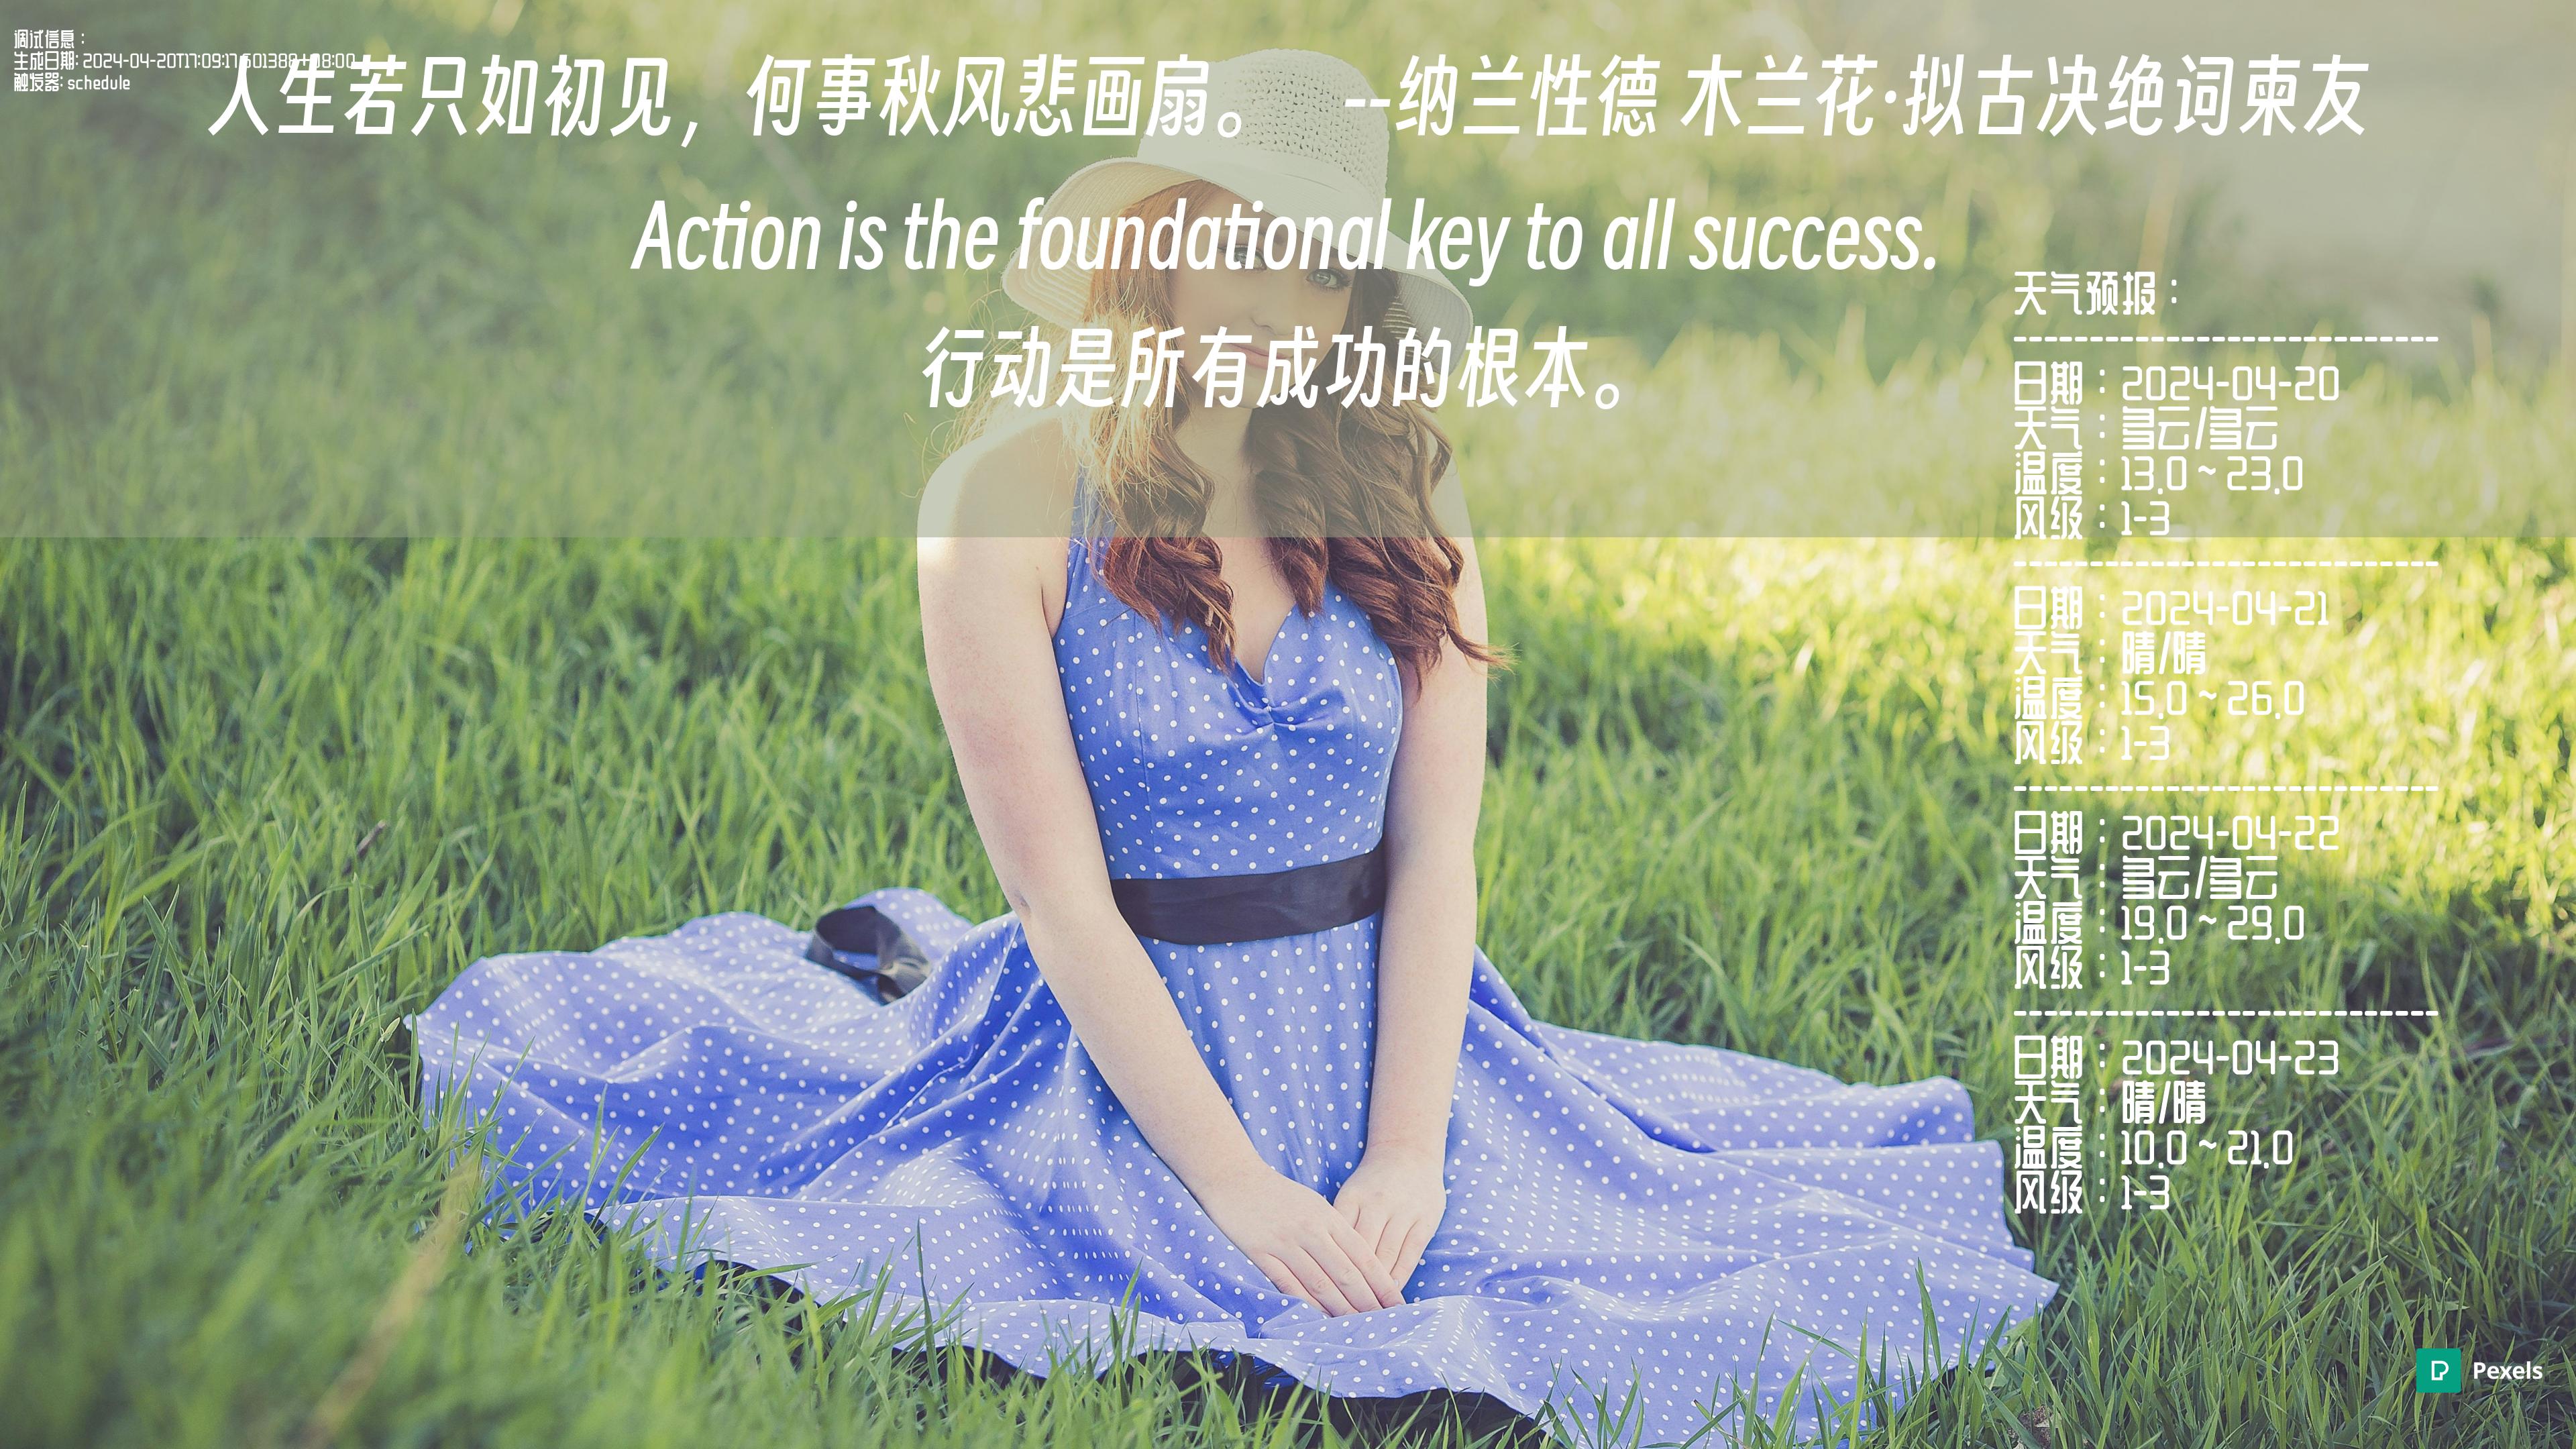 调试信息：
生成日期: 2024-04-20T17:09:17.601388+08:00
触发器: schedule
人生若只如初见，何事秋风悲画扇。 --纳兰性德 木兰花·拟古决绝词柬友
Action is the foundational key to all success.
行动是所有成功的根本。
天气预报：
------------------------------
日期：2024-04-20
天气：多云/多云
温度：13.0 ~ 23.0
风级：1-3
------------------------------
日期：2024-04-21
天气：晴/晴
温度：15.0 ~ 26.0
风级：1-3
------------------------------
日期：2024-04-22
天气：多云/多云
温度：19.0 ~ 29.0
风级：1-3
------------------------------
日期：2024-04-23
天气：晴/晴
温度：10.0 ~ 21.0
风级：1-3
Pexels